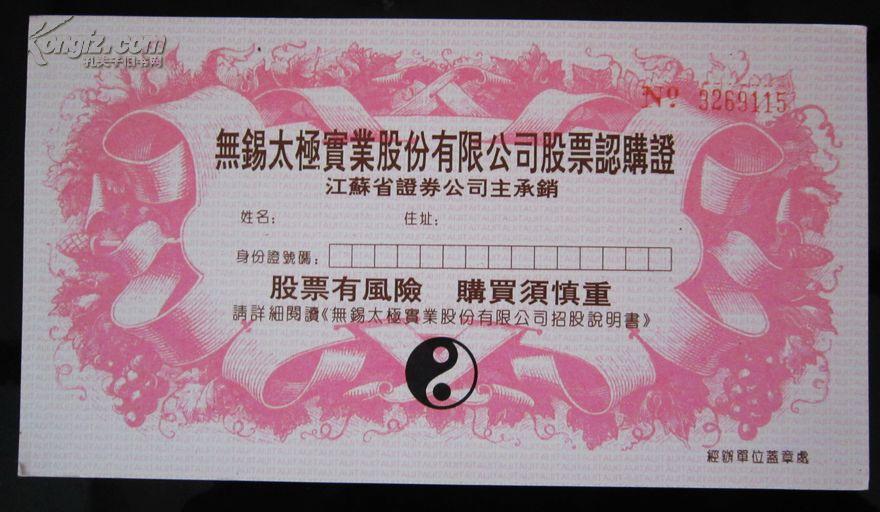 Kongfz.com
孔夫子旧书网
Nº 3269115
無錫太極實業股份有限公司股票認購證
江蘇省證券公司主承銷
姓名： 住址：
身份證號碼：
股票有風險 購買須慎重
請詳細閱讀《無錫太極實業股份有限公司招股說明書》
經辦單位蓋章處